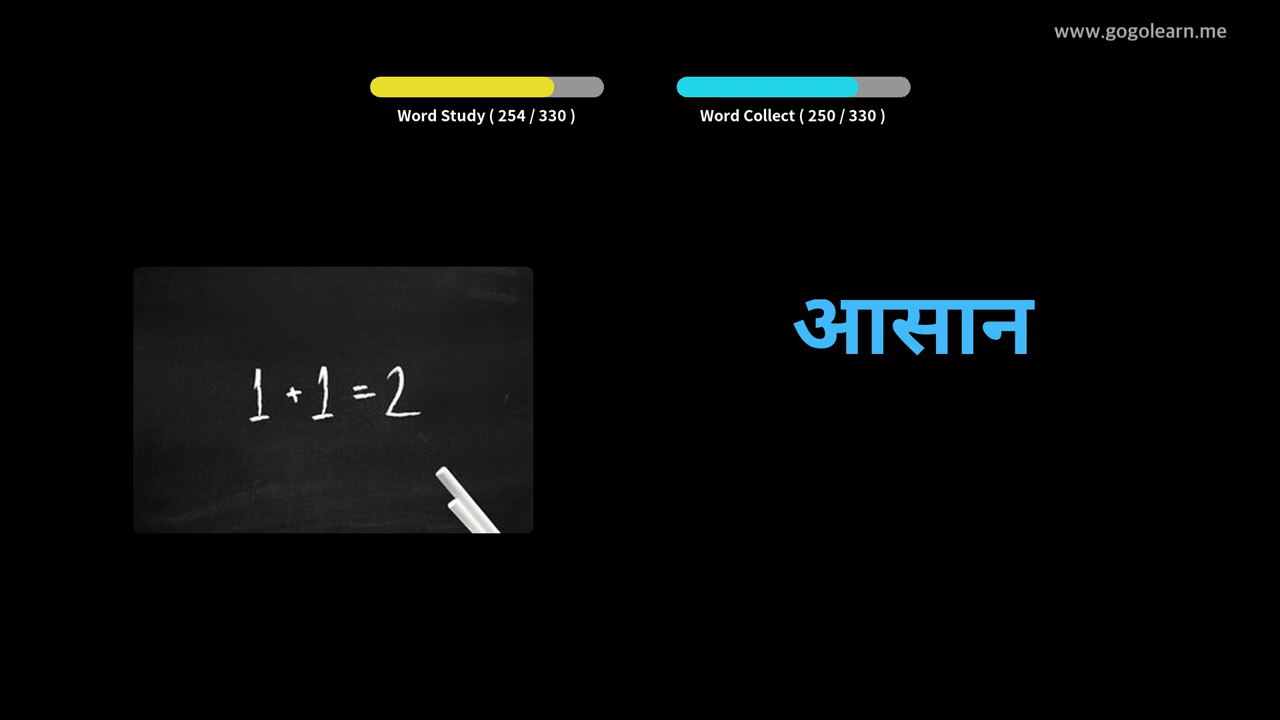 www.gogolearn.me
Word Study ( 254 / 330 )
Word Collect ( 250 / 330 )
1 + 1 = 2
आसान